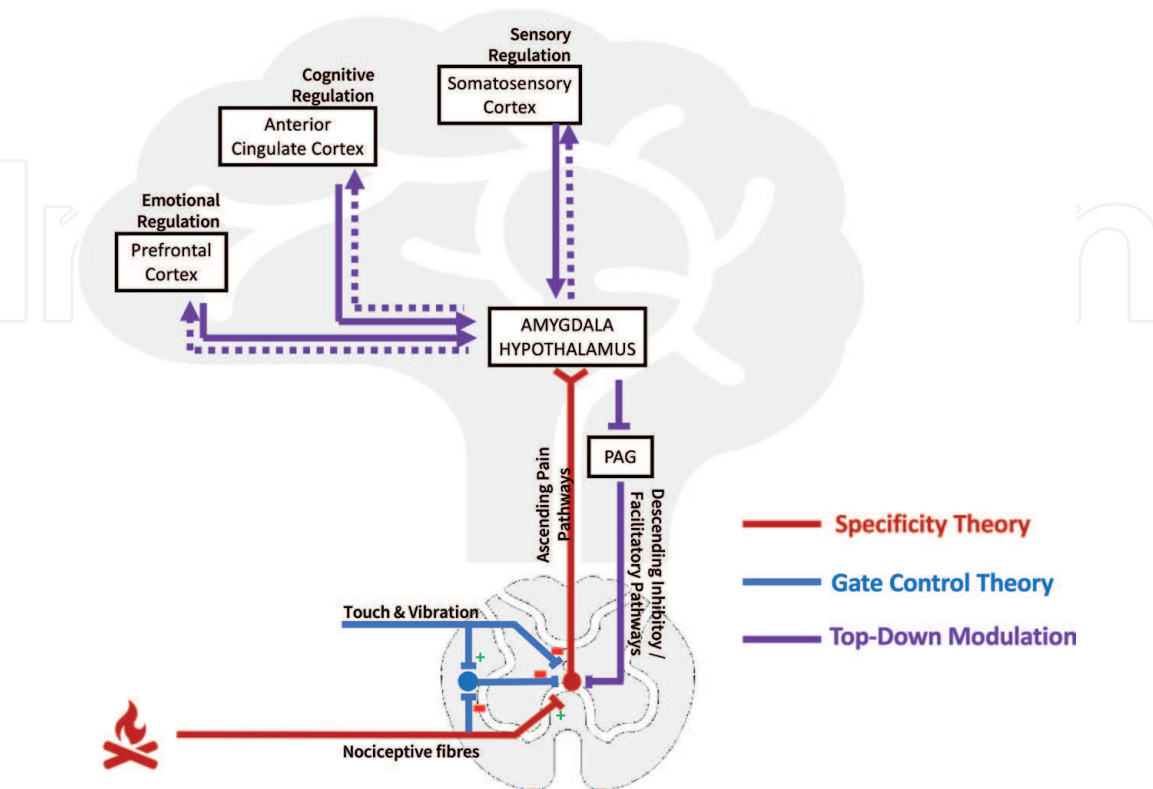 Sensory
Regulation
Somatosensory
Cortex
Cognitive
Regulation
Anterior
Cingulate Cortex
Emotional
Regulation
Prefrontal
Cortex
AMYGDALA
HYPOTHALAMUS
PAG
Ascending Pain
Pathways
Descending Inhibitoy /
Facilitatory Pathways
Specificity Theory
Gate Control Theory
Top-Down Modulation
Touch & Vibration
+
-
-
-
+
Nociceptive fibres